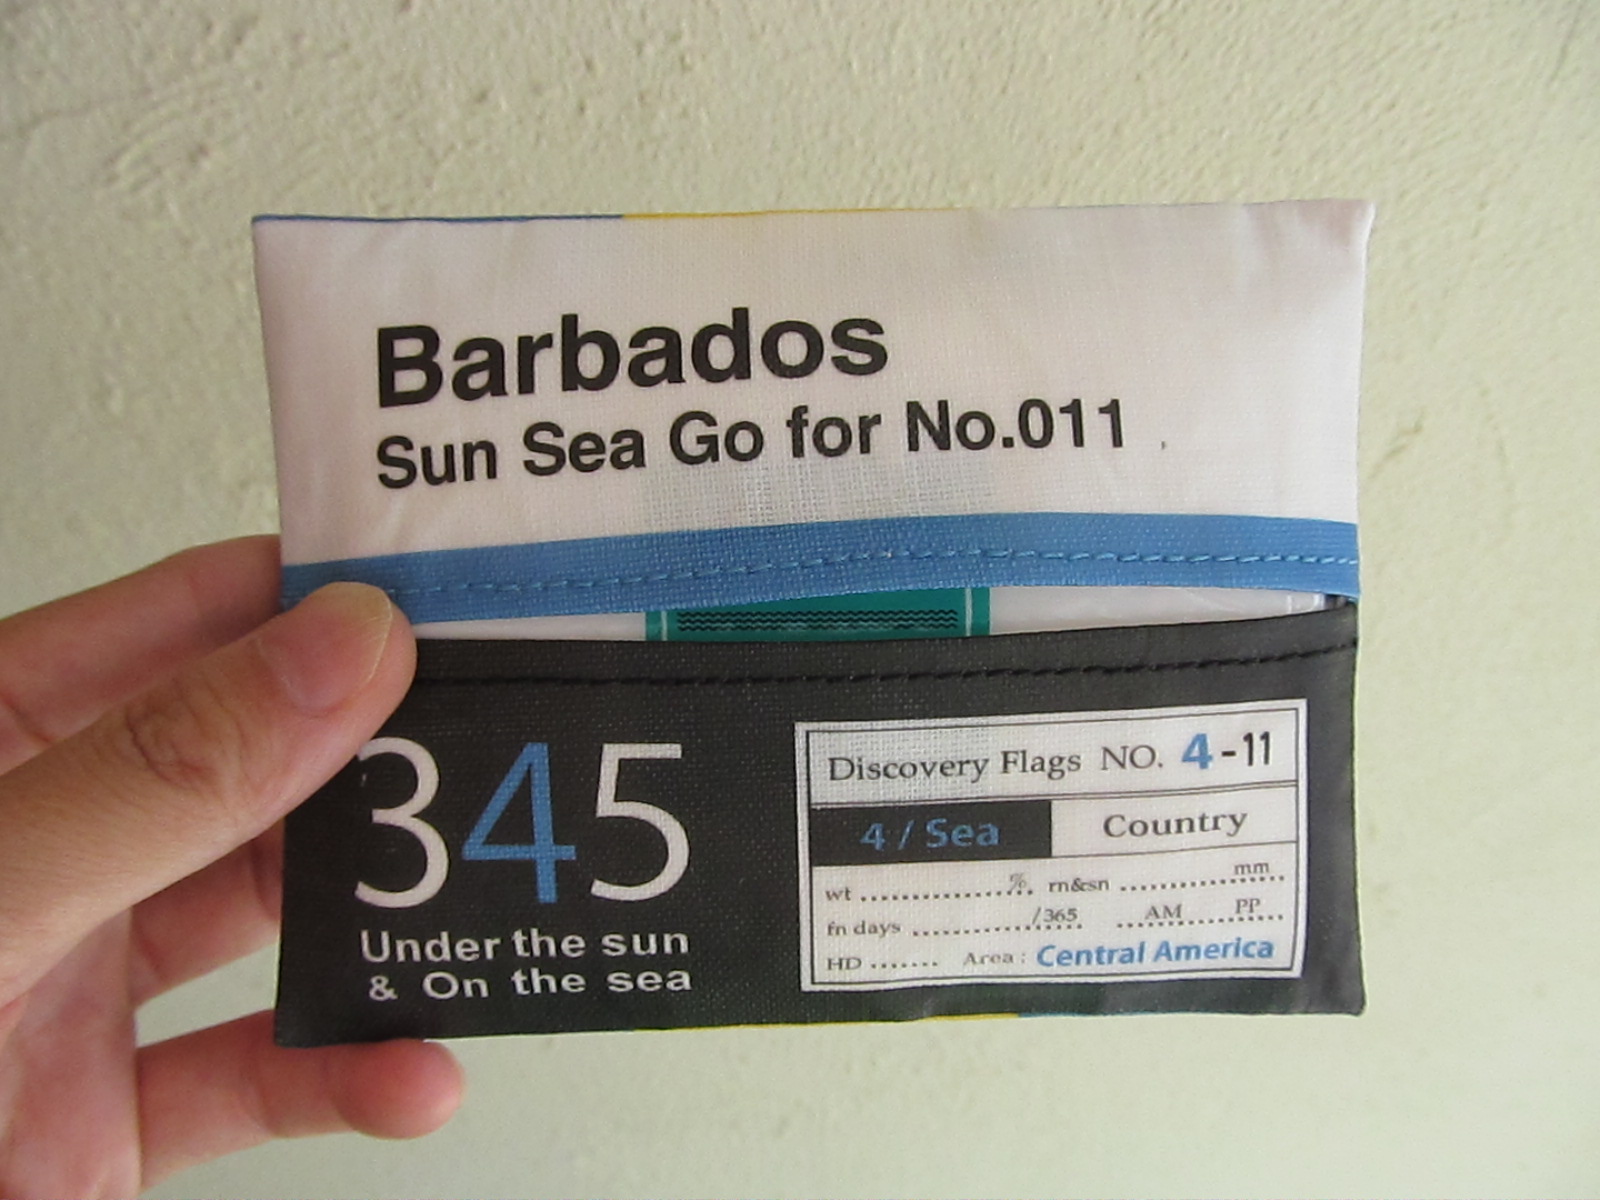 Barbados
Sun Sea Go for No.011
345
Under the sun
& On the sea
Discovery Flags NO. 4-11
4 / Sea Country
wt ............% rn&sn ............mm
fn days ............/365 ....AM......PP....
HD ....... Area : Central America